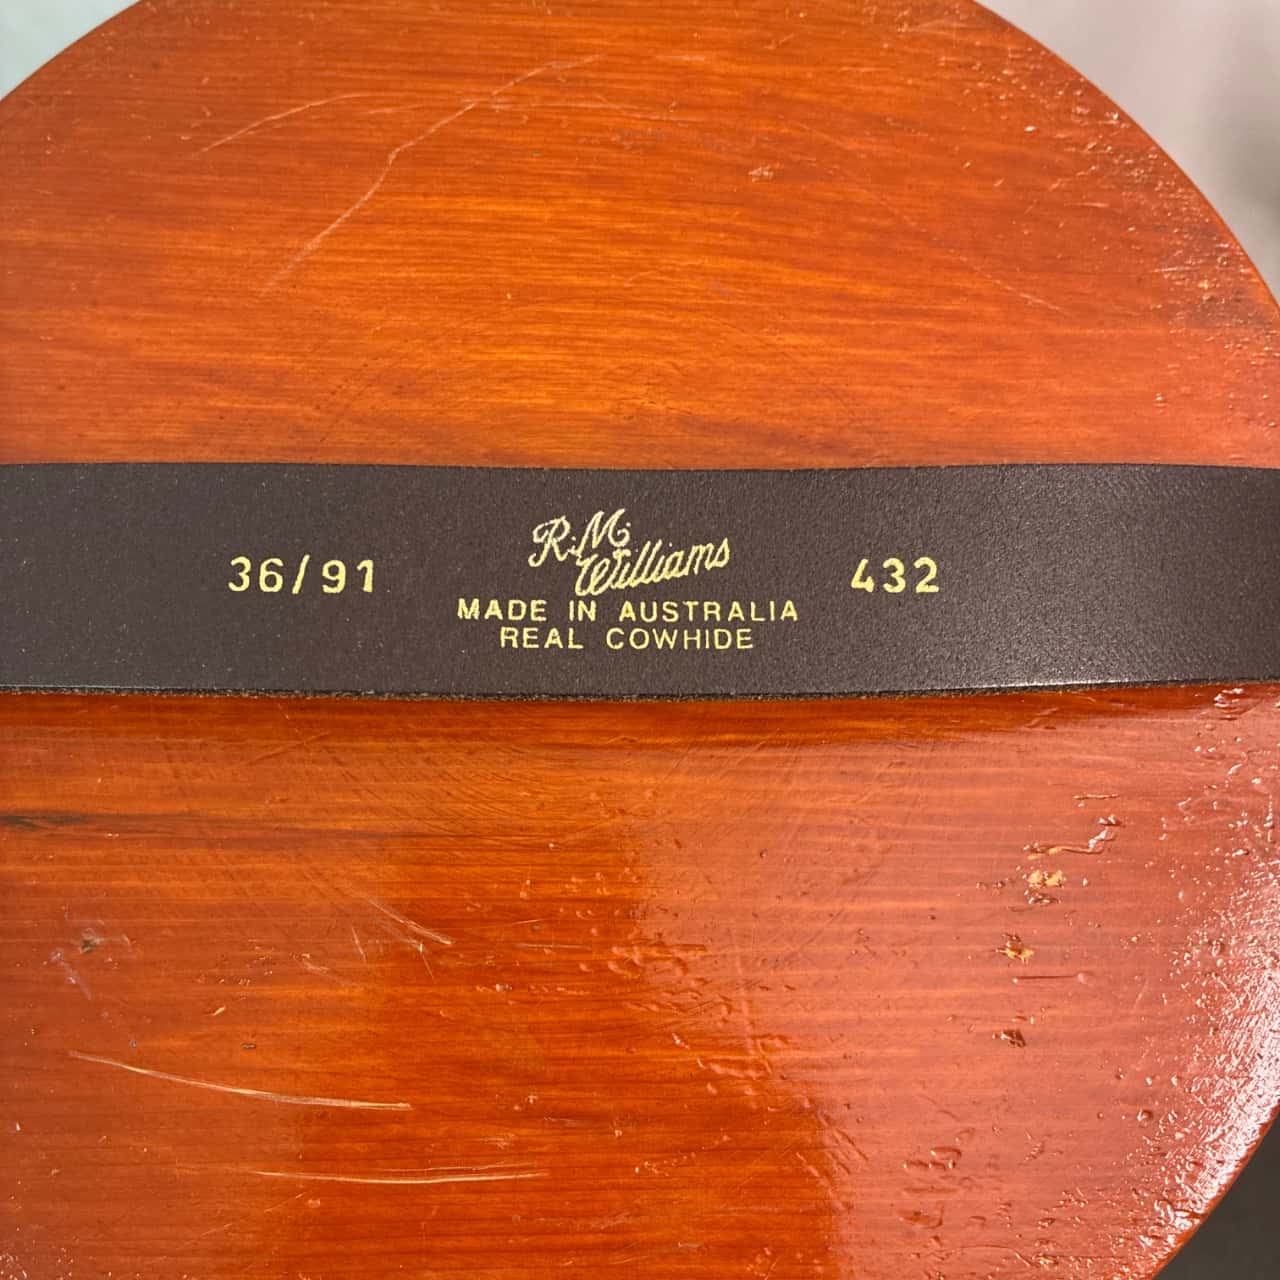 36/91
R.M.
Williams
432
MADE IN AUSTRALIA
REAL COWHIDE